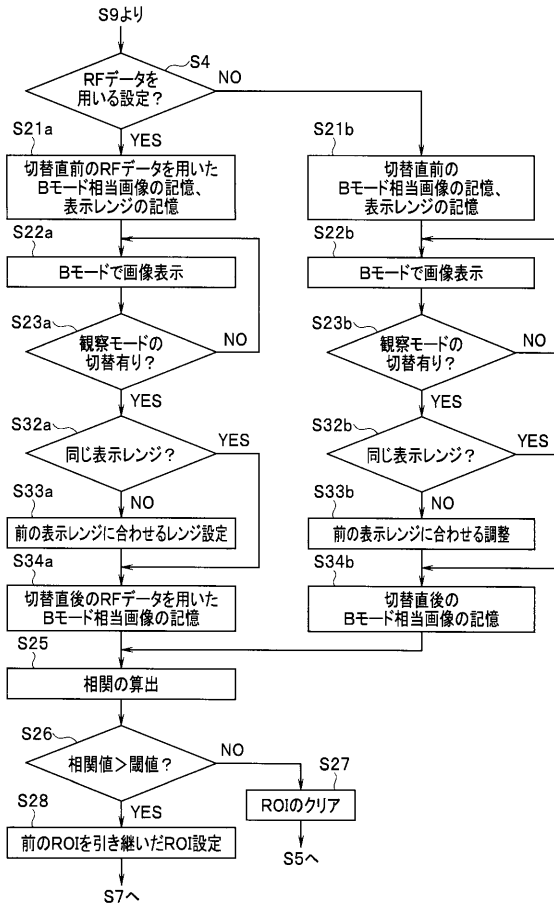 S9より
S4
RFデータを
用いる設定？
NO
YES
S21a
切替直前のRFデータを用いた
Bモード相当画像の記憶、
表示レンジの記憶
S21b
切替直前の
Bモード相当画像の記憶、
表示レンジの記憶
S22a
Bモードで画像表示
S22b
Bモードで画像表示
S23a
観察モードの
切替有り？
NO
YES
S23b
観察モードの
切替有り？
NO
YES
S32a
同じ表示レンジ？
YES
NO
S32b
同じ表示レンジ？
YES
NO
S33a
前の表示レンジに合わせるレンジ設定
S33b
前の表示レンジに合わせる調整
S34a
切替直後のRFデータを用いた
Bモード相当画像の記憶
S34b
切替直後の
Bモード相当画像の記憶
S25
相関の算出
S26
相関値＞閾値？
NO
YES
S27
ROIのクリア
S5へ
S28
前のROIを引き継いだROI設定
S7へ